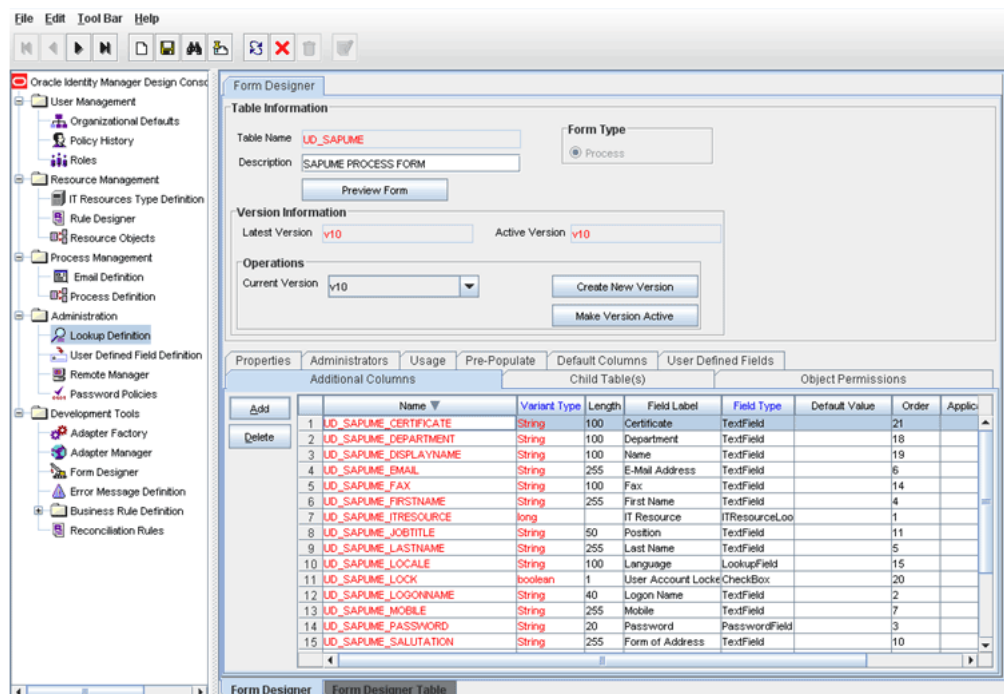 File Edit Tool Bar Help
Oracle Identity Manager Design Consc
User Management
Organizational Defaults
Policy History
Roles
Resource Management
IT Resources Type Definition
Rule Designer
Resource Objects
Process Management
Email Definition
Process Definition
Administration
Lookup Definition
User Defined Field Definition
Remote Manager
Password Policies
Development Tools
Adapter Factory
Adapter Manager
Form Designer
Error Message Definition
Business Rule Definition
Reconciliation Rules
Form Designer
Table Information
Table Name UD_SAPUME
Form Type
Process
Description SAPUME PROCESS FORM
Preview Form
Version Information
Latest Version v10 Active Version v10
Operations
Current Version v10 Create New Version
Make Version Active
Properties Administrators Usage Pre-Populate Default Columns User Defined Fields
Additional Columns Child Table(s) Object Permissions
Add
Delete
Name Variant Type Length Field Label Field Type Default Value Order Applica
1 UD_SAPUME_CERTIFICATE String 100 Certificate TextField 21
2 UD_SAPUME_DEPARTMENT String 100 Department TextField 18
3 UD_SAPUME_DISPLAYNAME String 100 Name TextField 19
4 UD_SAPUME_EMAIL String 255 E-Mail Address TextField 6
5 UD_SAPUME_FAX String 100 Fax TextField 14
6 UD_SAPUME_FIRSTNAME String 255 First Name TextField 4
7 UD_SAPUME_ITRESOURCE long IT Resource ITResourceLoo 1
8 UD_SAPUME_JOBTITLE String 50 Position TextField 11
9 UD_SAPUME_LASTNAME String 255 Last Name TextField 5
10 UD_SAPUME_LOCALE String 100 Language LookupField 15
11 UD_SAPUME_LOCK boolean 1 User Account Locke CheckBox 20
12 UD_SAPUME_LOGONNAME String 40 Logon Name TextField 2
13 UD_SAPUME_MOBILE String 255 Mobile TextField 7
14 UD_SAPUME_PASSWORD String 20 Password PasswordField 3
15 UD_SAPUME_SALUTATION String 255 Form of Address TextField 10
Form Designer Form Designer Table